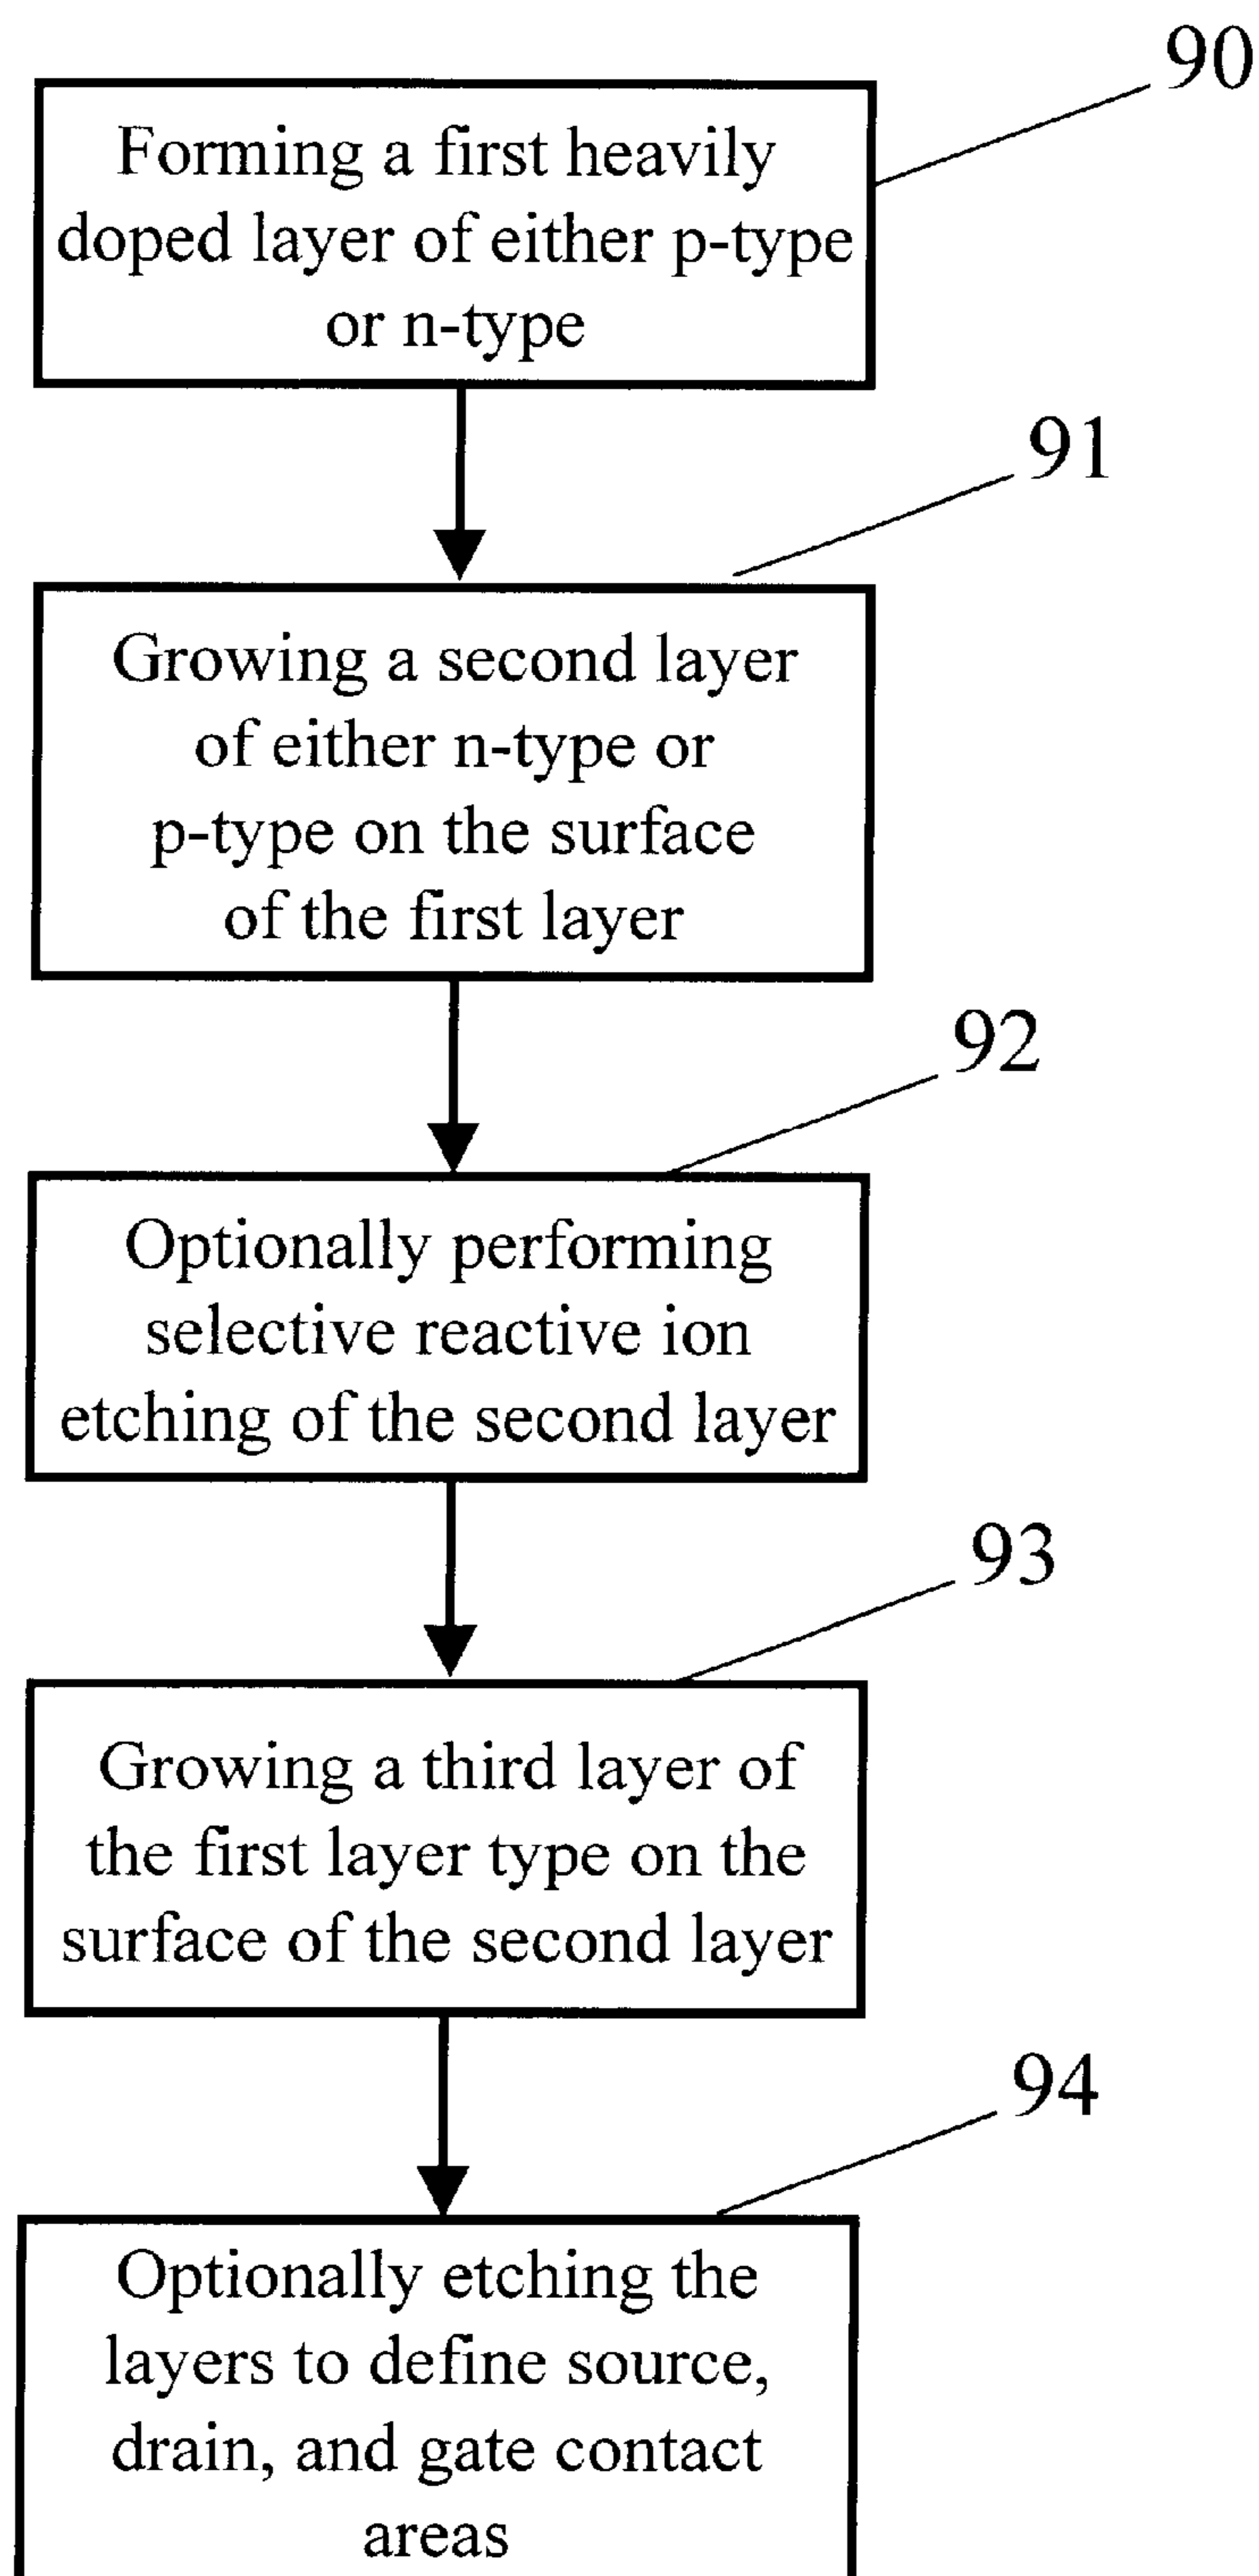 90
Forming a first heavily
doped layer of either p-type
or n-type
91
Growing a second layer
of either n-type or
p-type on the surface
of the first layer
92
Optionally performing
selective reactive ion
etching of the second layer
93
Growing a third layer of
the first layer type on the
surface of the second layer
94
Optionally etching the
layers to define source,
drain, and gate contact
areas